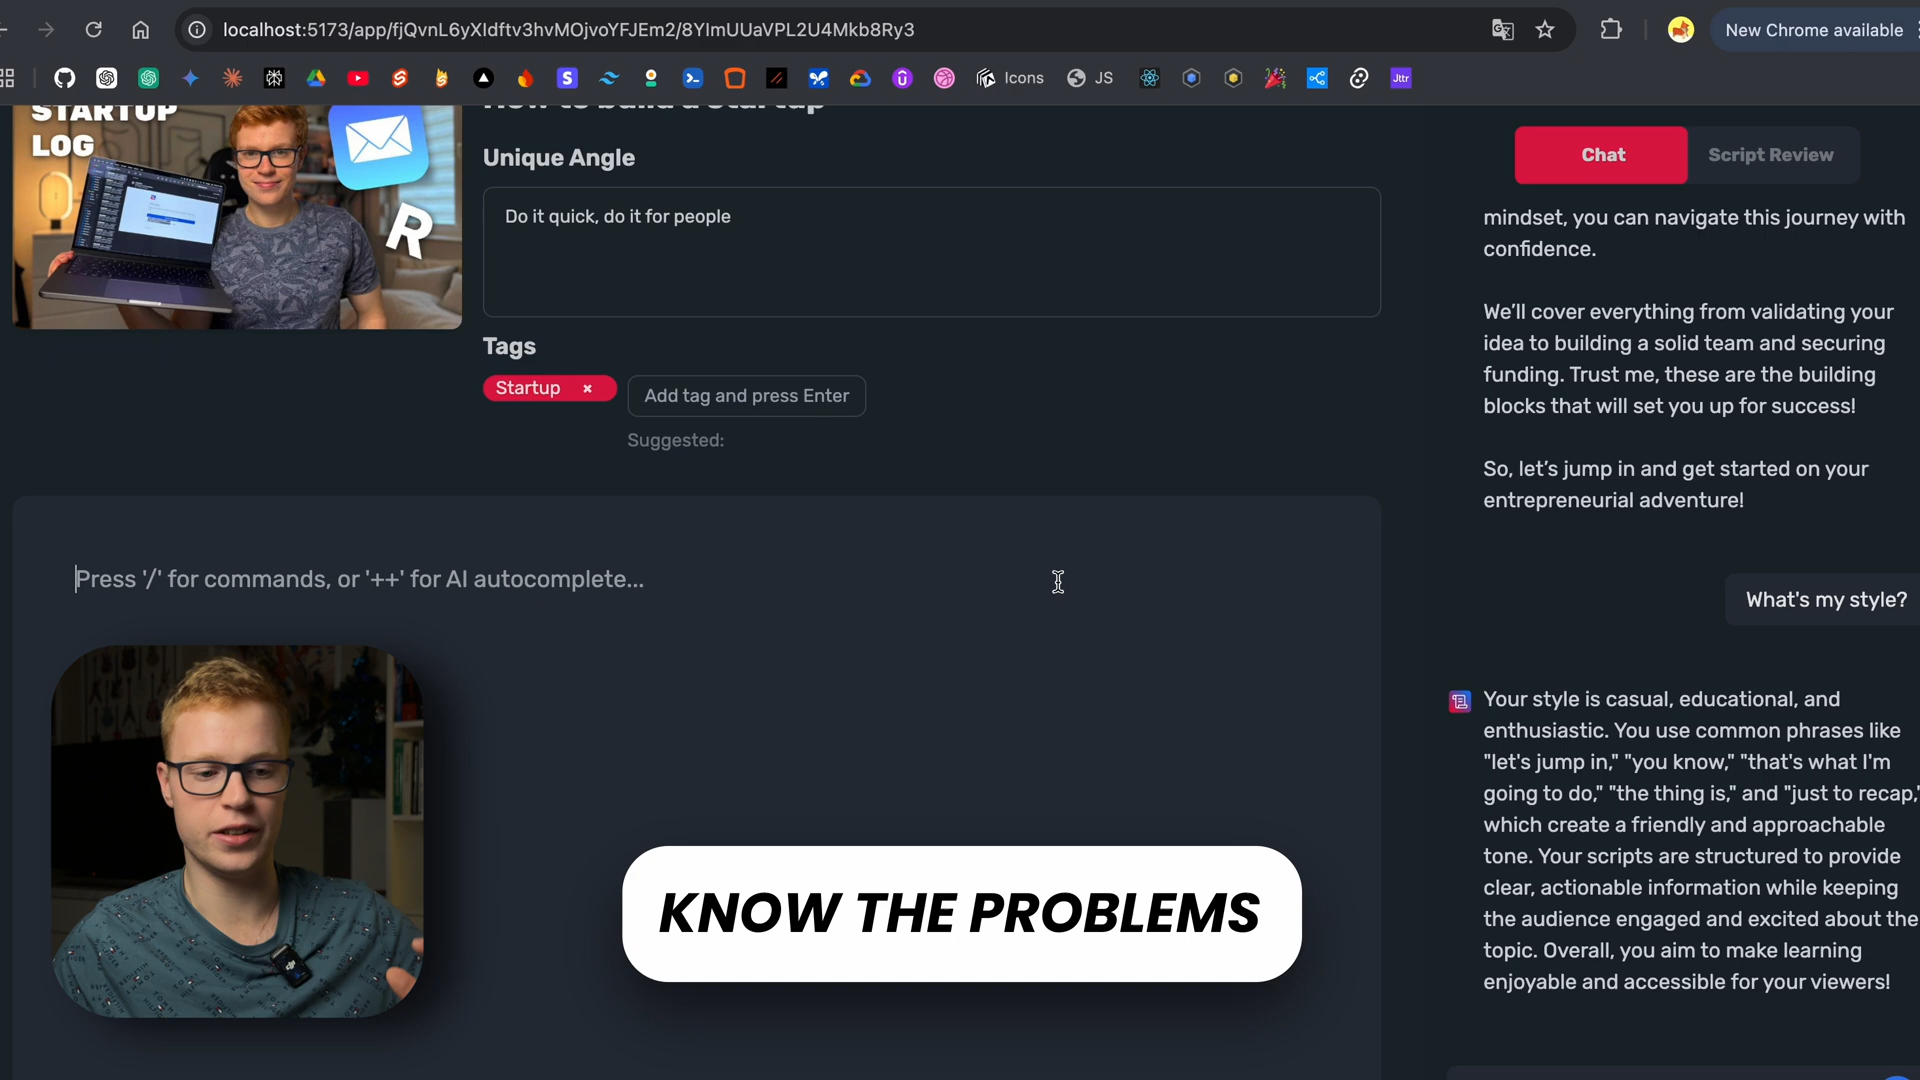 localhost:5173/app/fjQvnL6yXIdftv3hvMOjvoYFJEm2/8YImUUaVPL2U4Mkb8Ry3
New Chrome available
Icons
JS
Jttr
STARTUP
LOG
R
How to build a startup
Unique Angle
Do it quick, do it for people
Tags
Startup ×
Add tag and press Enter
Suggested:
Press '/' for commands, or '++' for AI autocomplete...
KNOW THE PROBLEMS
Chat
Script Review
mindset, you can navigate this journey with
confidence.
We’ll cover everything from validating your
idea to building a solid team and securing
funding. Trust me, these are the building
blocks that will set you up for success!
So, let’s jump in and get started on your
entrepreneurial adventure!
What's my style?
Your style is casual, educational, and
enthusiastic. You use common phrases like
"let's jump in," "you know," "that's what I'm
going to do," "the thing is," and "just to recap,"
which create a friendly and approachable
tone. Your scripts are structured to provide
clear, actionable information while keeping
the audience engaged and excited about the
topic. Overall, you aim to make learning
enjoyable and accessible for your viewers!